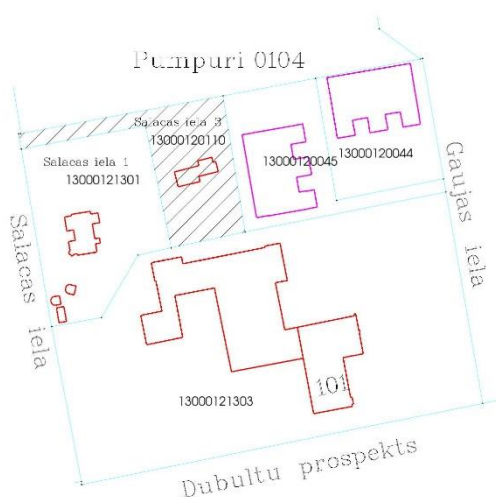 Pumpuri 0104
Salacas iela 3
13000120110
Salacas iela 1
13000121301
13000120045
13000120044
Gaujas iela
Salacas iela
101
13000121303
Dubultu prospekts